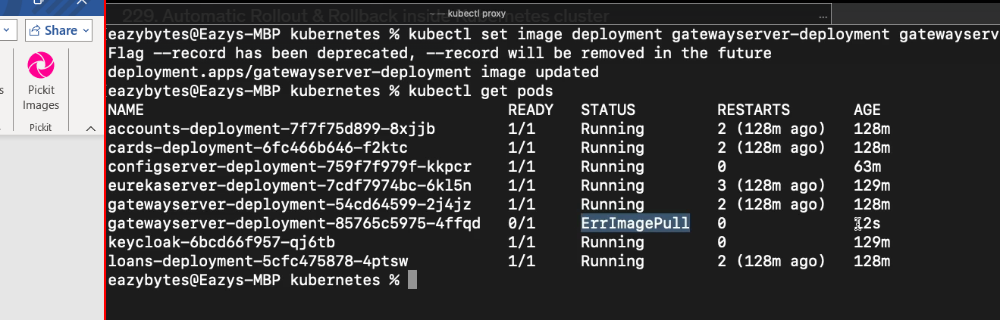 229. Automatic Rollout & Rollback inside Kubernetes cluster
~ — kubectl proxy
...
Share
Pickit
Images
Pickit
eazybytes@Eazys-MBP kubernetes % kubectl set image deployment gatewayserver-deployment gatewayserv
Flag --record has been deprecated, --record will be removed in the future
deployment.apps/gatewayserver-deployment image updated
eazybytes@Eazys-MBP kubernetes % kubectl get pods
NAME READY STATUS RESTARTS AGE
accounts-deployment-7f7f75d899-8xjjb 1/1 Running 2 (128m ago) 128m
cards-deployment-6fc466b646-f2ktc 1/1 Running 2 (128m ago) 128m
configserver-deployment-759f7f979f-kkpcr 1/1 Running 0 63m
eurekaserver-deployment-7cdf7974bc-6kl5n 1/1 Running 3 (128m ago) 129m
gatewayserver-deployment-54cd64599-2j4jz 1/1 Running 2 (128m ago) 128m
gatewayserver-deployment-85765c5975-4ffqd 0/1 ErrImagePull 0 12s
keycloak-6bcd66f957-qj6tb 1/1 Running 0 129m
loans-deployment-5cfc475878-4ptsw 1/1 Running 2 (128m ago) 128m
eazybytes@Eazys-MBP kubernetes %